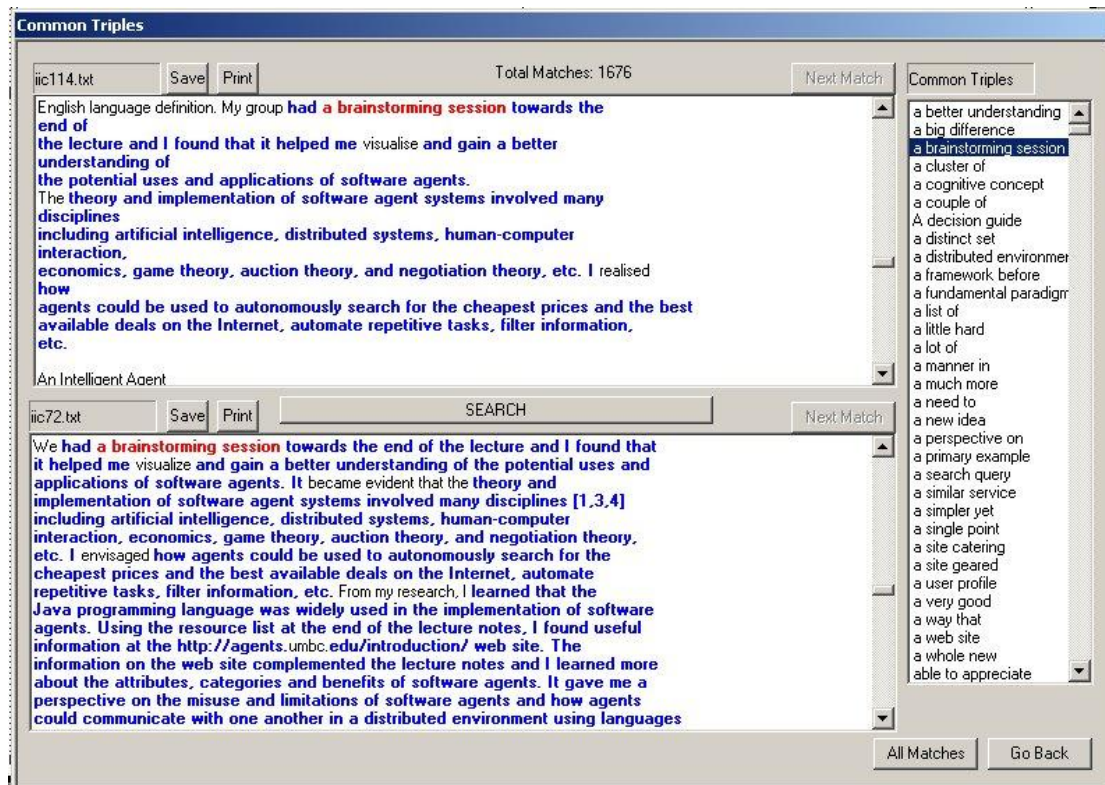 Common Triples
iic114.txt
Save
Print
Total Matches: 1676
Next Match
English language definition. My group had a brainstorming session towards the
end of
the lecture and I found that it helped me visualise and gain a better
understanding of
the potential uses and applications of software agents.
The theory and implementation of software agent systems involved many
disciplines
including artificial intelligence, distributed systems, human-computer
interaction,
economics, game theory, auction theory, and negotiation theory, etc. I realised
how
agents could be used to autonomously search for the cheapest prices and the best
available deals on the Internet, automate repetitive tasks, filter information,
etc.
An Intelligent Agent
iic72.txt
Save
Print
SEARCH
Next Match
We had a brainstorming session towards the end of the lecture and I found that
it helped me visualize and gain a better understanding of the potential uses and
applications of software agents. It became evident that the theory and
implementation of software agent systems involved many disciplines [1,3,4]
including artificial intelligence, distributed systems, human-computer
interaction, economics, game theory, auction theory, and negotiation theory,
etc. I envisaged how agents could be used to autonomously search for the
cheapest prices and the best available deals on the Internet, automate
repetitive tasks, filter information, etc. From my research, I learned that the
Java programming language was widely used in the implementation of software
agents. Using the resource list at the end of the lecture notes, I found useful
information at the http://agents.umbc.edu/introduction/ web site. The
information on the web site complemented the lecture notes and I learned more
about the attributes, categories and benefits of software agents. It gave me a
perspective on the misuse and limitations of software agents and how agents
could communicate with one another in a distributed environment using languages
Common Triples
a better understanding
a big difference
a brainstorming session
a cluster of
a cognitive concept
a couple of
A decision guide
a distinct set
a distributed environmer
a framework before
a fundamental paradigm
a list of
a little hard
a lot of
a manner in
a much more
a need to
a new idea
a perspective on
a primary example
a search query
a similar service
a simpler yet
a single point
a site catering
a site geared
a user profile
a very good
a way that
a web site
a whole new
able to appreciate
All Matches
Go Back